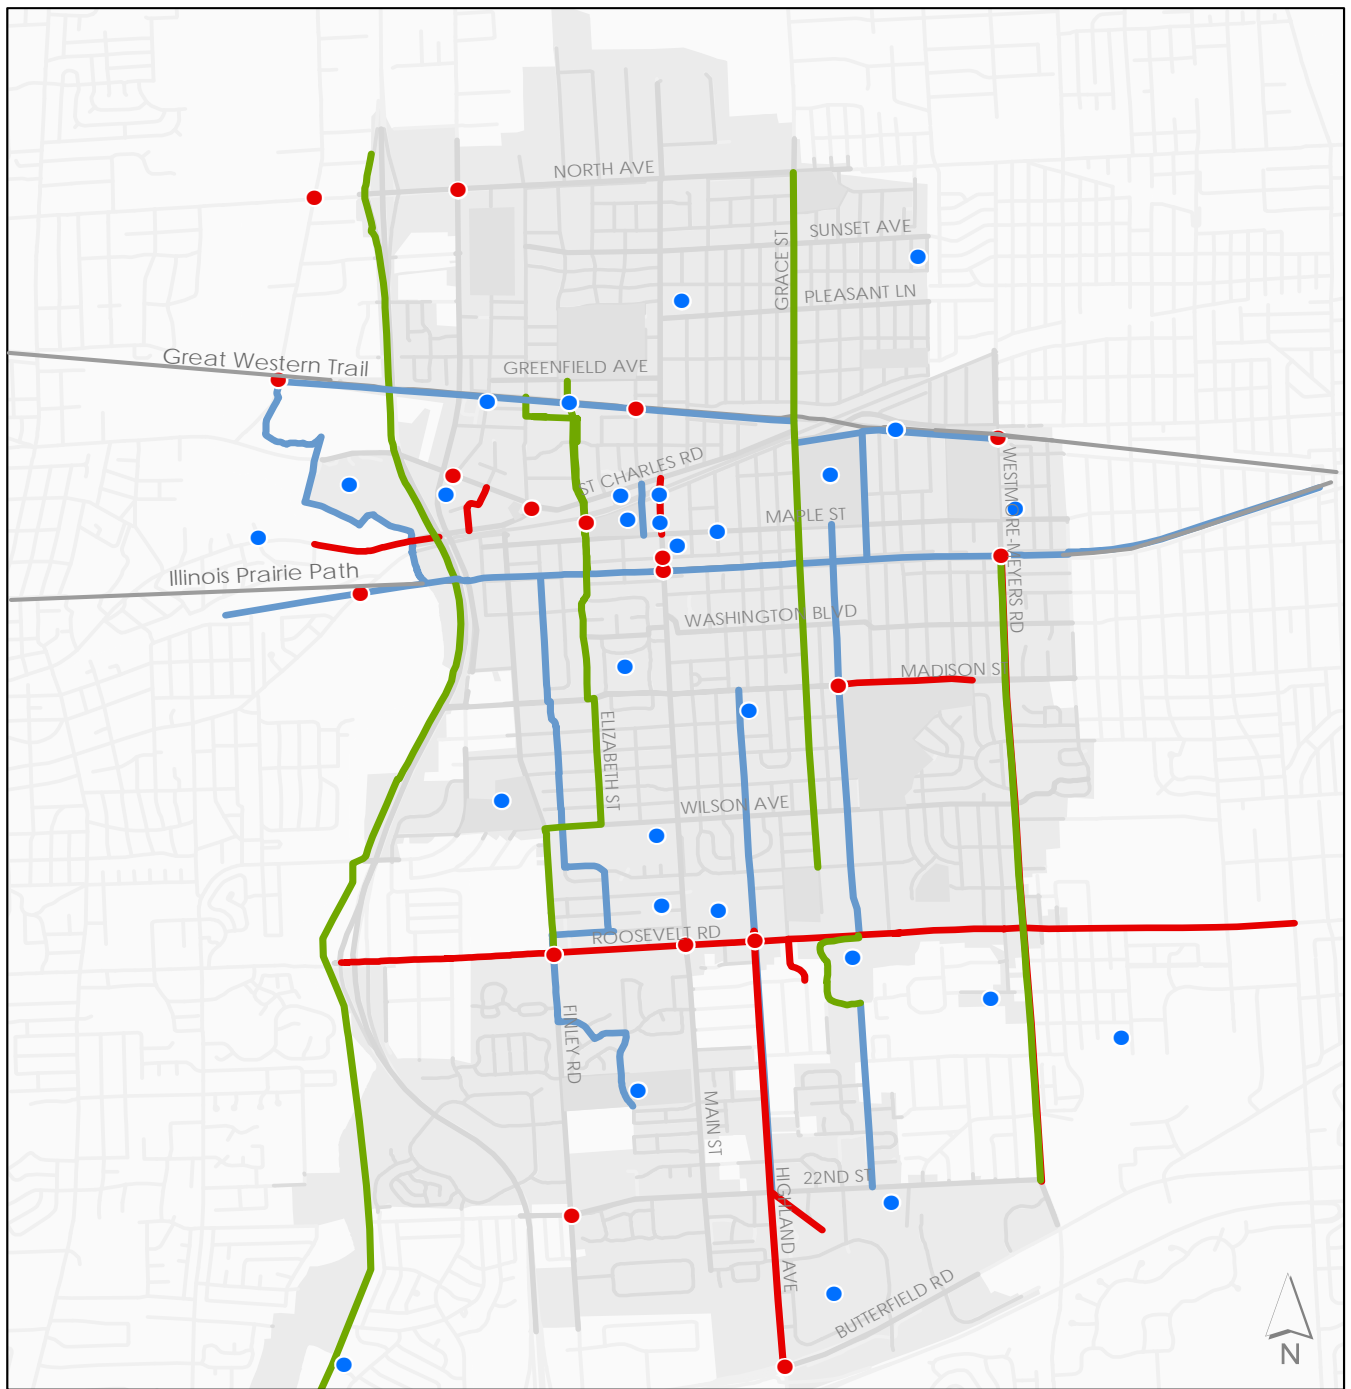 NORTH AVE
SUNSET AVE
GRACE ST
PLEASANT LN
Great Western Trail
GREENFIELD AVE
ST CHARLES RD
WESTMORE-MEYERS RD
MAPLE ST
Illinois Prairie Path
WASHINGTON BLVD
MADISON S
ELIZABETH ST
WILSON AVE
ROOSEVELT RD
FINLEY RD
MAIN ST
22ND ST
HIGHLAND AVE
BUTTERFIELD RD
N